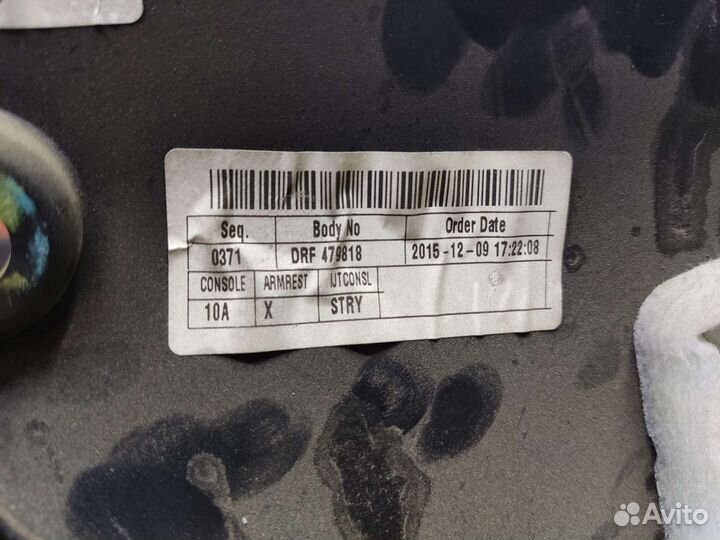 Seq. Body No Order Date
0371 DRF 479818 2015-12-09 17:22:08
CONSOLE ARMREST IJTCONSL
10A X STRY
Avito